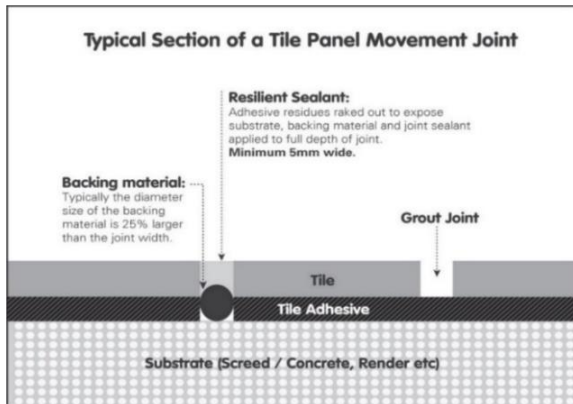 Typical Section of a Tile Panel Movement Joint
Resilient Sealant:
Adhesive residues raked out to expose
substrate, backing material and joint sealant
applied to full depth of joint.
Minimum 5mm wide.
Backing material:
Typically the diameter
size of the backing
material is 25% larger
than the joint width.
Grout Joint
Tile
Tile Adhesive
Substrate (Screed / Concrete, Render etc)